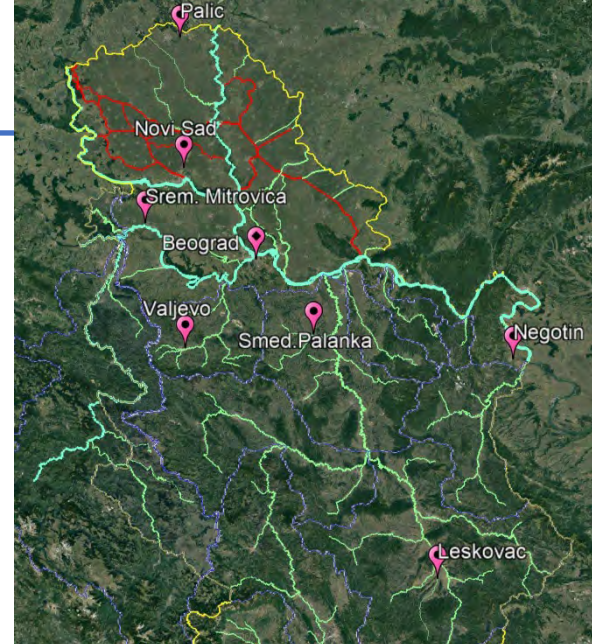 Palic
Novi Sad
Srem. Mitrovica
Beograd
Valjevo
Smed.Palanka
Negotin
Leskovac